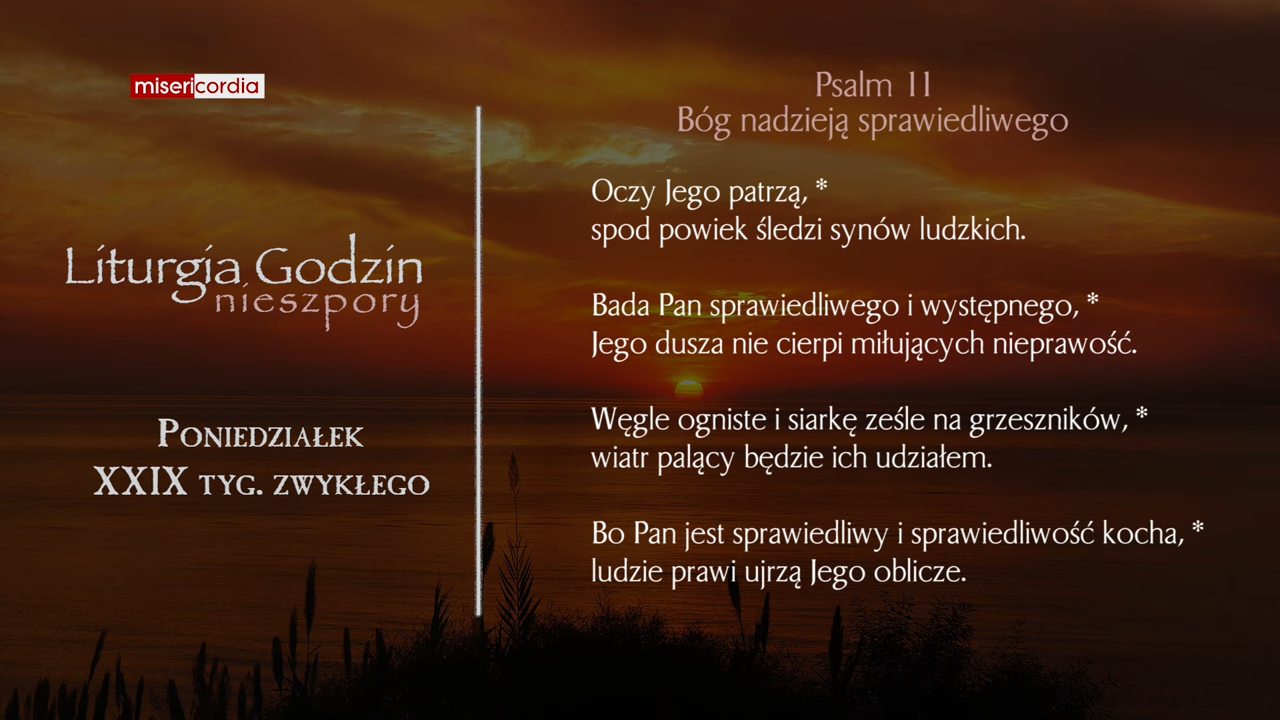 misericordia
Liturgia Godzin
nieszpory
Poniedziałek
XXIX tyg. zwykłego
Psalm 11
Bóg nadzieją sprawiedliwego
Oczy Jego patrzą, *
spod powiek śledzi synów ludzkich.
Bada Pan sprawiedliwego i występnego, *
Jego dusza nie cierpi miłujących nieprawość.
Węgle ogniste i siarkę ześle na grzeszników, *
wiatr palący będzie ich udziałem.
Bo Pan jest sprawiedliwy i sprawiedliwość kocha, *
ludzie prawi ujrzą Jego oblicze.